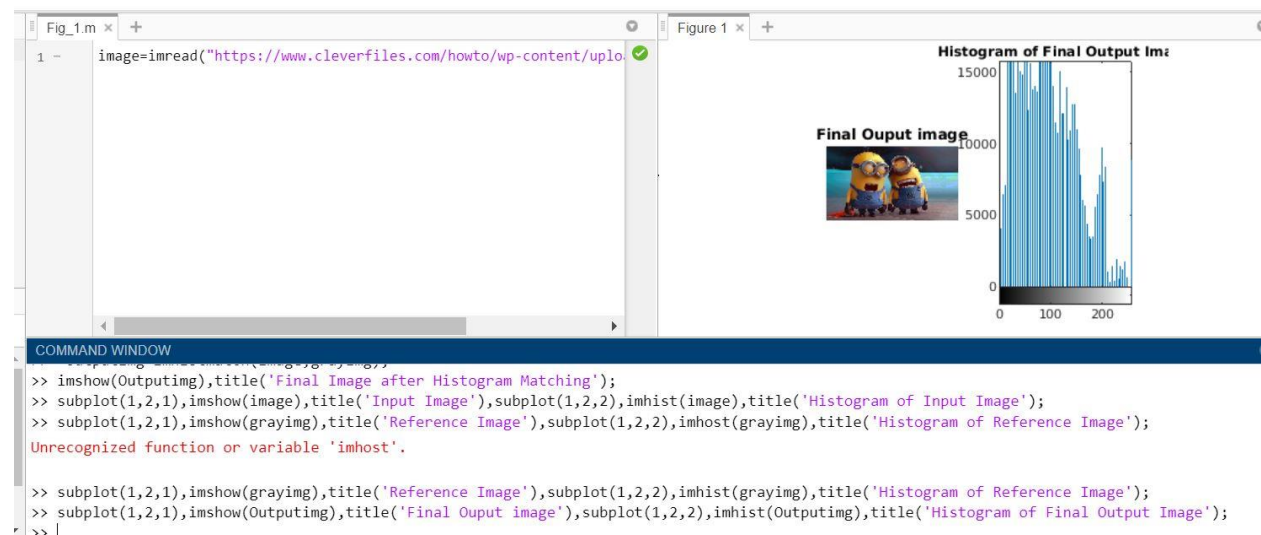 Fig_1.m × +
Figure 1 × +
1 - image=imread("https://www.cleverfiles.com/howto/wp-content/uplo
Histogram of Final Output Ima
15000
10000
5000
0
0 100 200
Final Ouput image
COMMAND WINDOW
>> imshow(Outputimg),title('Final Image after Histogram Matching');
>> subplot(1,2,1),imshow(image),title('Input Image'),subplot(1,2,2),imhist(image),title('Histogram of Input Image');
>> subplot(1,2,1),imshow(grayimg),title('Reference Image'),subplot(1,2,2),imhost(grayimg),title('Histogram of Reference Image');
Unrecognized function or variable 'imhost'.
>> subplot(1,2,1),imshow(grayimg),title('Reference Image'),subplot(1,2,2),imhist(grayimg),title('Histogram of Reference Image');
>> subplot(1,2,1),imshow(Outputimg),title('Final Ouput image'),subplot(1,2,2),imhist(Outputimg),title('Histogram of Final Output Image');
>>